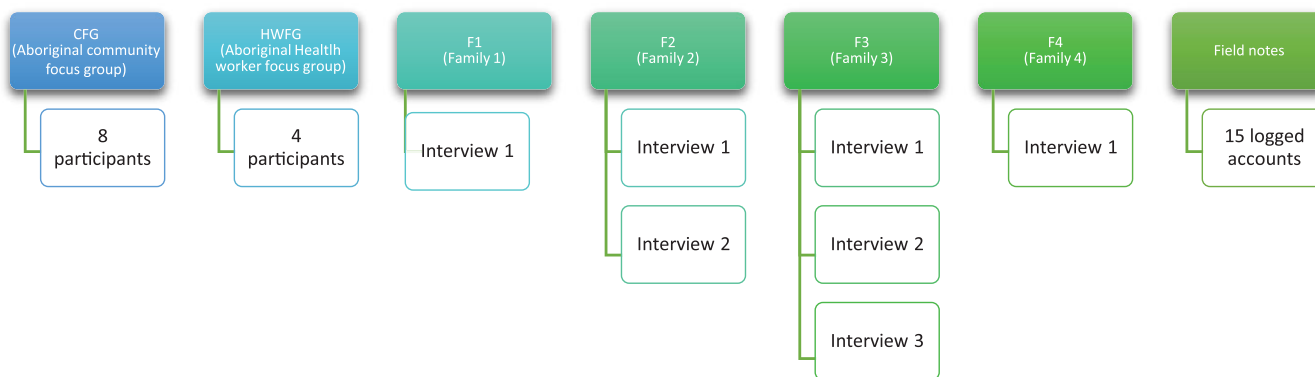 CFG
(Aboriginal community
focus group)
8
participants
HWFG
(Aboriginal Healtlh
worker focus group)
4
participants
F1
(Family 1)
Interview 1
F2
(Family 2)
Interview 1
Interview 2
F3
(Family 3)
Interview 1
Interview 2
Interview 3
F4
(Family 4)
Interview 1
Field notes
15 logged
accounts